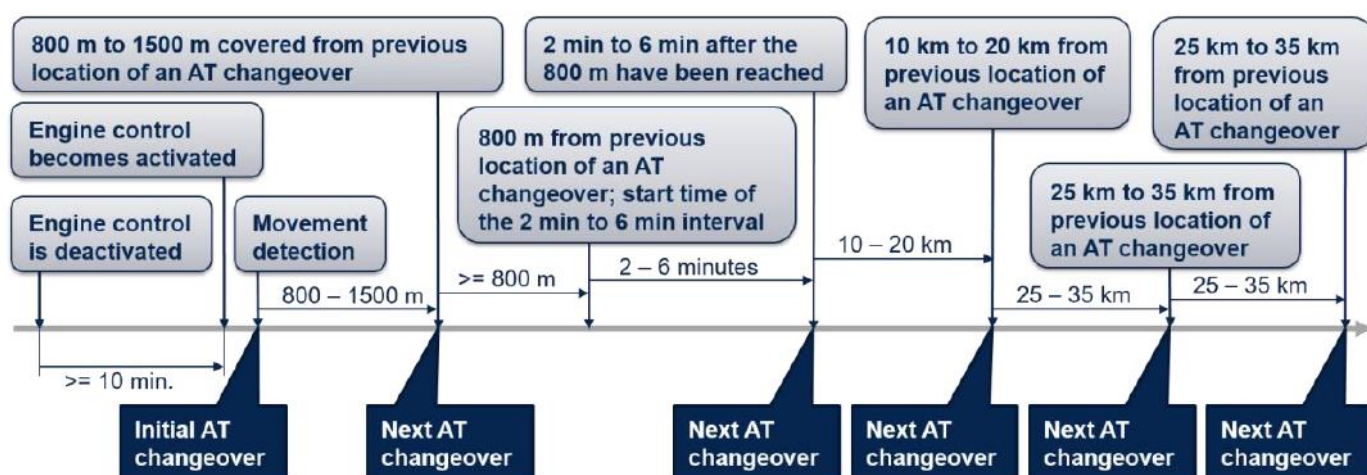 800 m to 1500 m covered from previous
location of an AT changeover
2 min to 6 min after the
800 m have been reached
10 km to 20 km from
previous location of
an AT changeover
25 km to 35 km
from previous
location of an
AT changeover
Engine control
becomes activated
800 m from previous
location of an AT
changeover; start time of
the 2 min to 6 min interval
25 km to 35 km from
previous location of
an AT changeover
Engine control
is deactivated
Movement
detection
800 – 1500 m
>= 800 m
2 – 6 minutes
10 – 20 km
25 – 35 km
25 – 35 km
>= 10 min.
Initial AT
changeover
Next AT
changeover
Next AT
changeover
Next AT
changeover
Next AT
changeover
Next AT
changeover